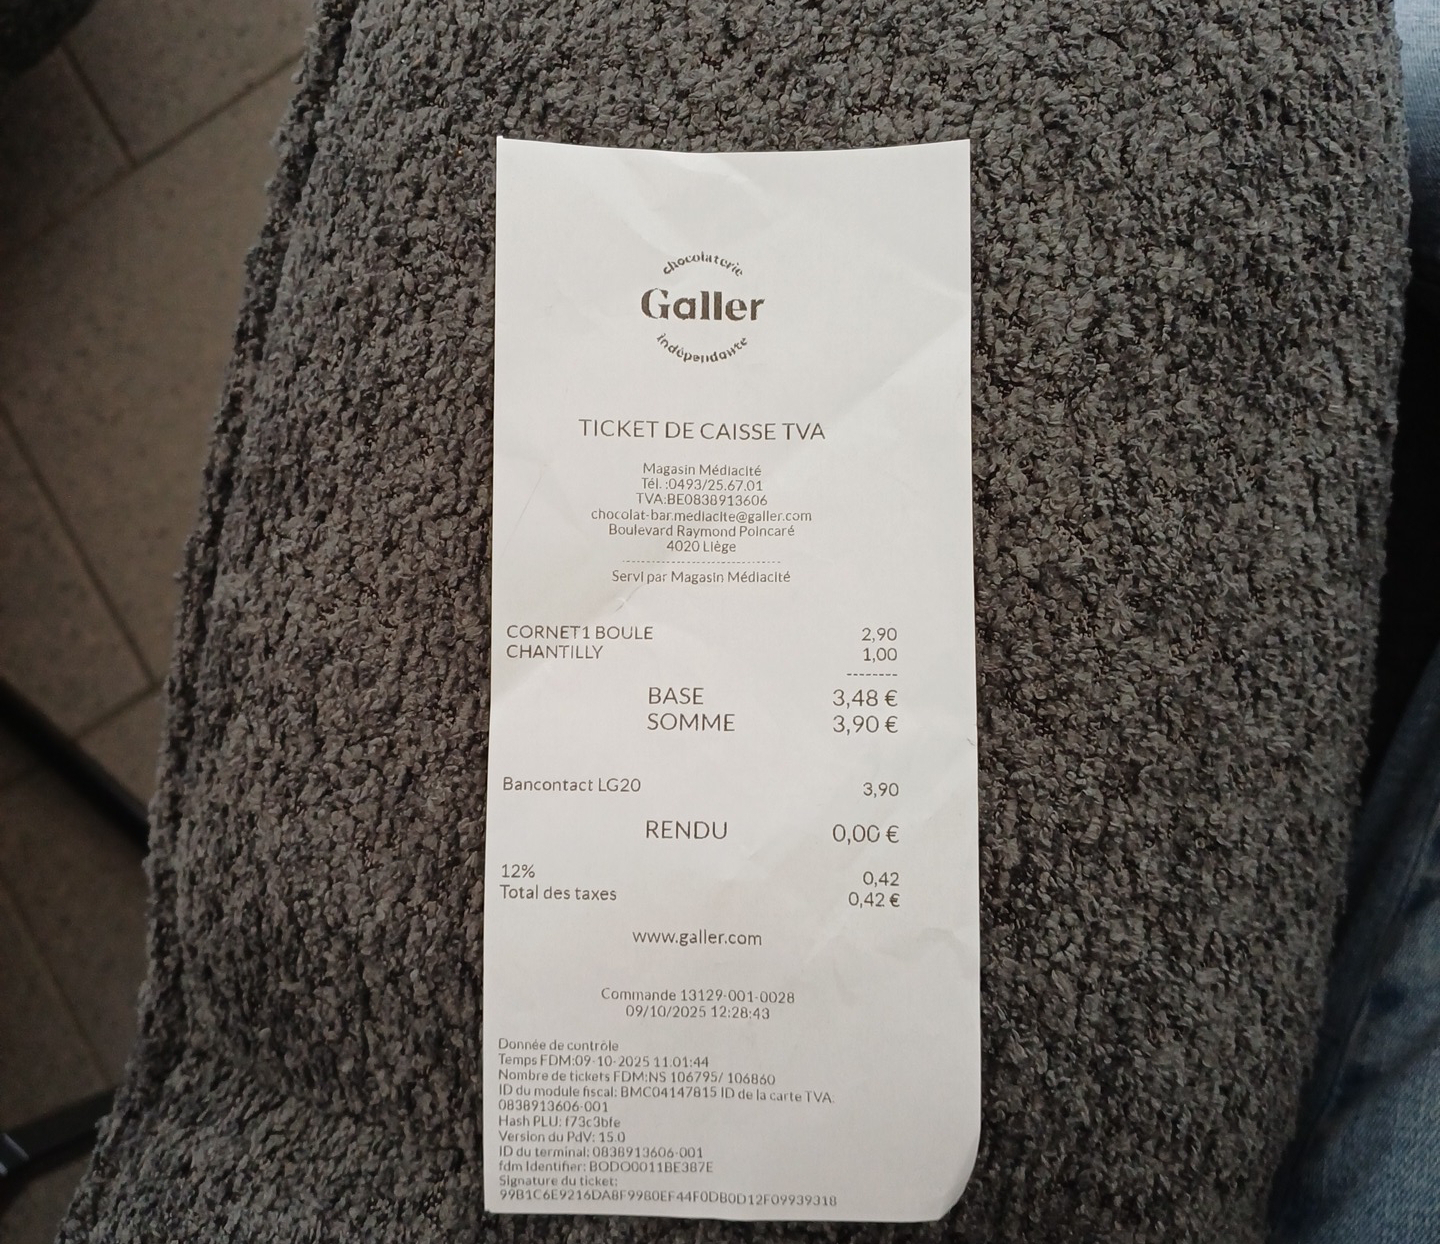 chocolaterie
Galler
indépendante
TICKET DE CAISSE TVA
Magasin Médiacité
Tél. :0493/25.67.01
TVA:BE0838913606
chocolat-bar.mediacite@galler.com
Boulevard Raymond Poincaré
4020 Liège
Servi par Magasin Médiacité
CORNET1 BOULE 2,90
CHANTILLY 1,00
BASE 3,48 €
SOMME 3,90 €
Bancontact LG20 3,90
RENDU 0,00 €
12% 0,42
Total des taxes 0,42 €
www.galler.com
Commande 13129-001-0028
09/10/2025 12:28:43
Donnée de contrôle
Temps FDM:09-10-2025 11:01:44
Nombre de tickets FDM:NS 106795/ 106860
ID du module fiscal: BMC04147815 ID de la carte TVA:
0838913606-001
Hash PLU: f73c3bfe
Version du PdV: 15.0
ID du terminal: 0838913606-001
fdm Identifier: BODO0011BE387E
Signature du ticket:
99B1C6E9216DA8F9980EF44F0DB0D12F09939318